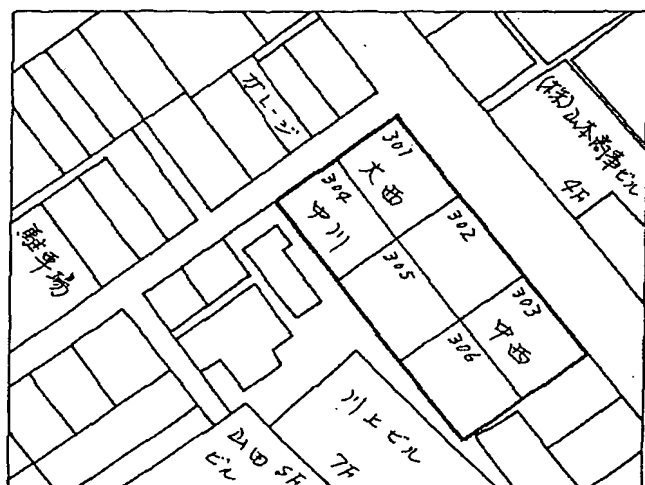 ガレージ
(株)山本商事ビル
4F
301
大西
302
303
中西
304
中川
305
306
駐車場
川上ビル
7F
山田
ビル
5F